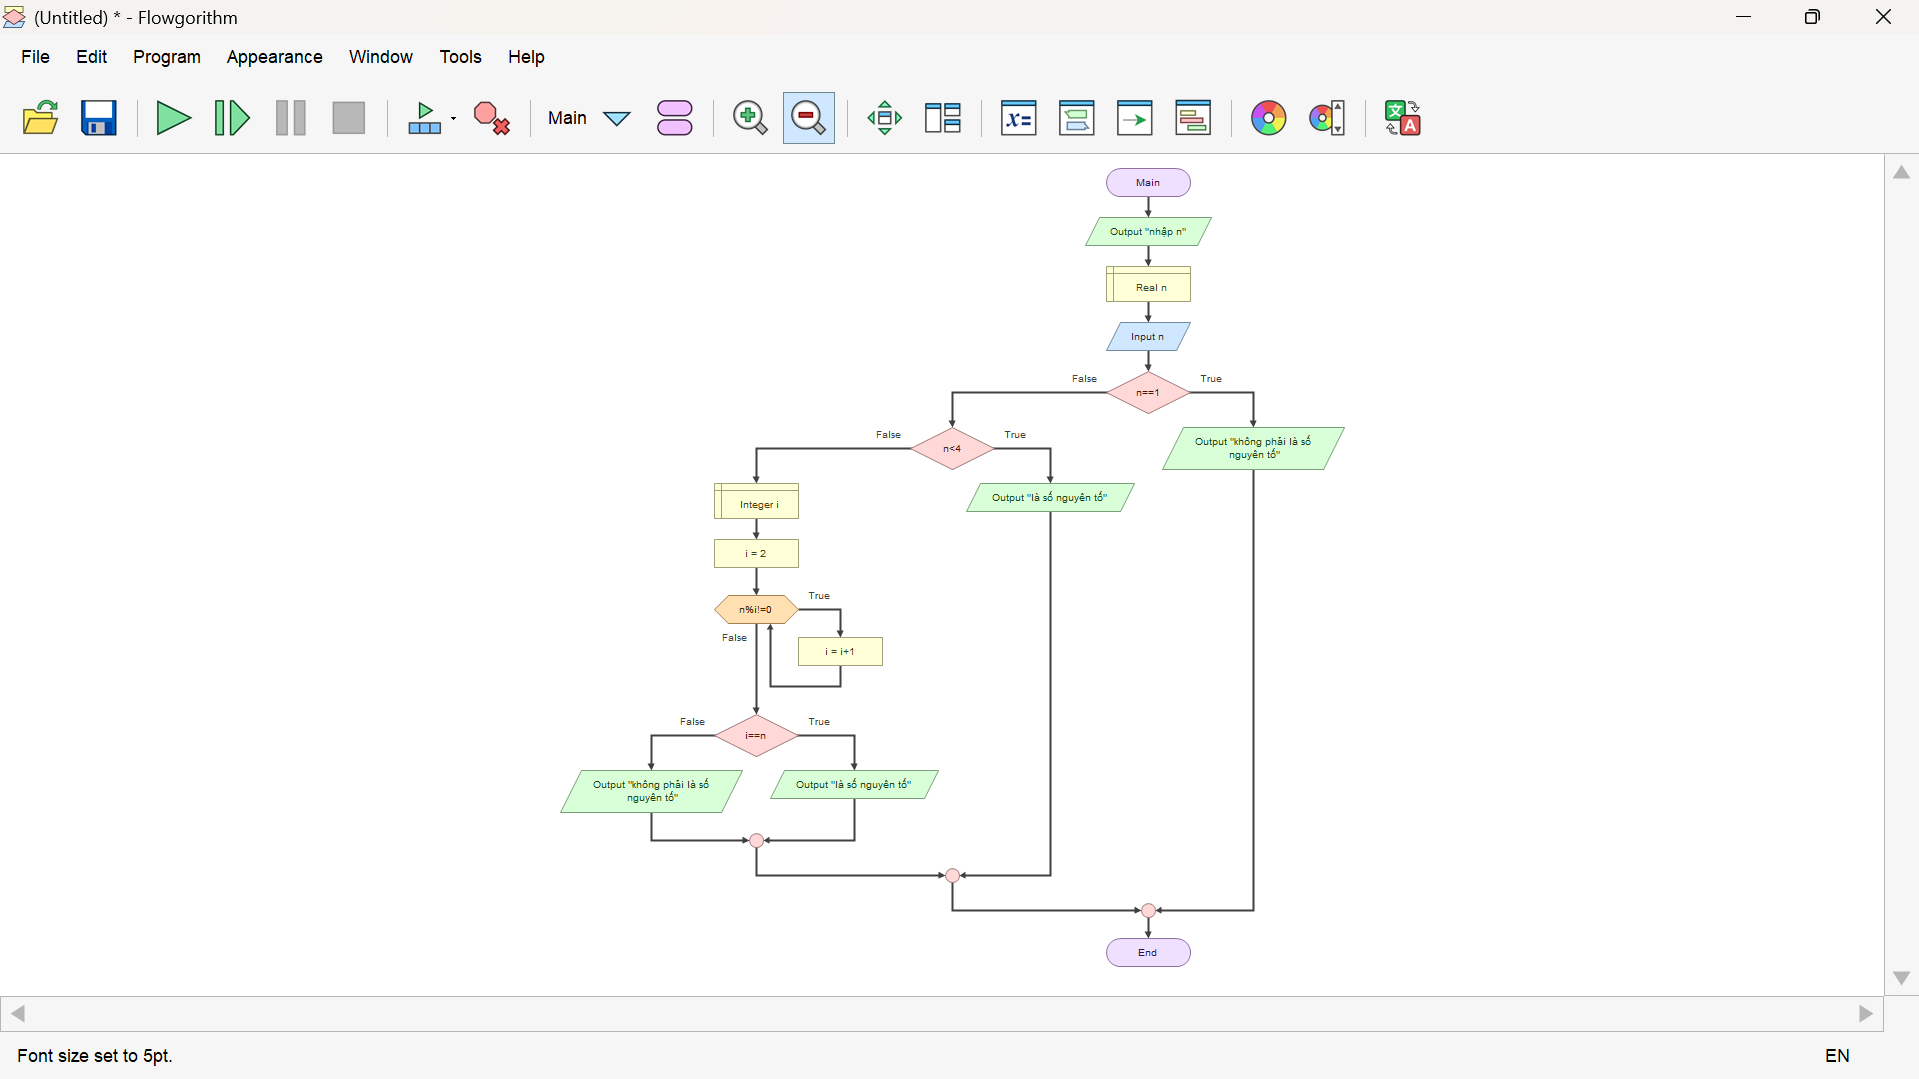 (Untitled) * - Flowgorithm
File Edit Program Appearance Window Tools Help
Main
Main
Output "nhập n"
Real n
Input n
False True
n==1
False True
n<4
Output "không phải là số
nguyên tố"
Integer i
Output "là số nguyên tố"
i = 2
n%i!=0
True
False
i = i+1
False True
i==n
Output "không phải là số
nguyên tố"
Output "là số nguyên tố"
End
Font size set to 5pt.
EN